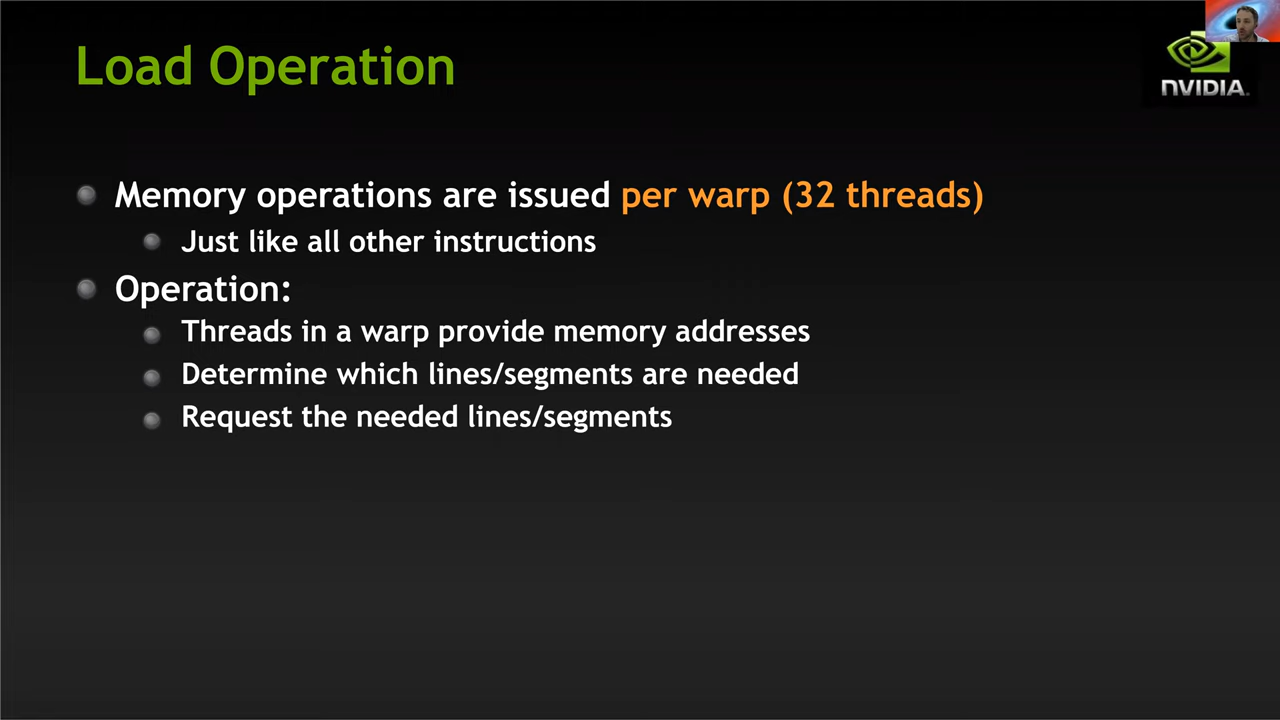 Load Operation
NVIDIA.
Memory operations are issued per warp (32 threads)
Just like all other instructions
Operation:
Threads in a warp provide memory addresses
Determine which lines/segments are needed
Request the needed lines/segments